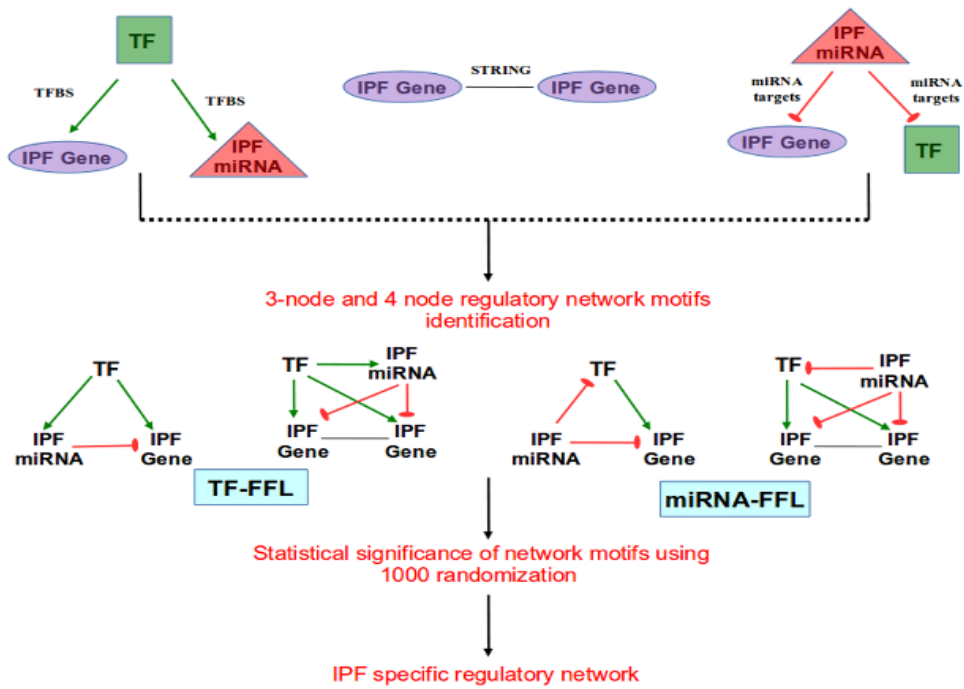 TF
TFBS
TFBS
IPF Gene
IPF
miRNA
STRING
IPF Gene
IPF Gene
IPF
miRNA
miRNA
targets
miRNA
targets
IPF Gene
TF
3-node and 4 node regulatory network motifs
identification
TF
IPF
miRNA
IPF
Gene
TF
IPF
miRNA
IPF
Gene
IPF
Gene
TF-FFL
TF
IPF
miRNA
IPF
Gene
TF
IPF
miRNA
IPF
Gene
IPF
Gene
miRNA-FFL
Statistical significance of network motifs using
1000 randomization
IPF specific regulatory network